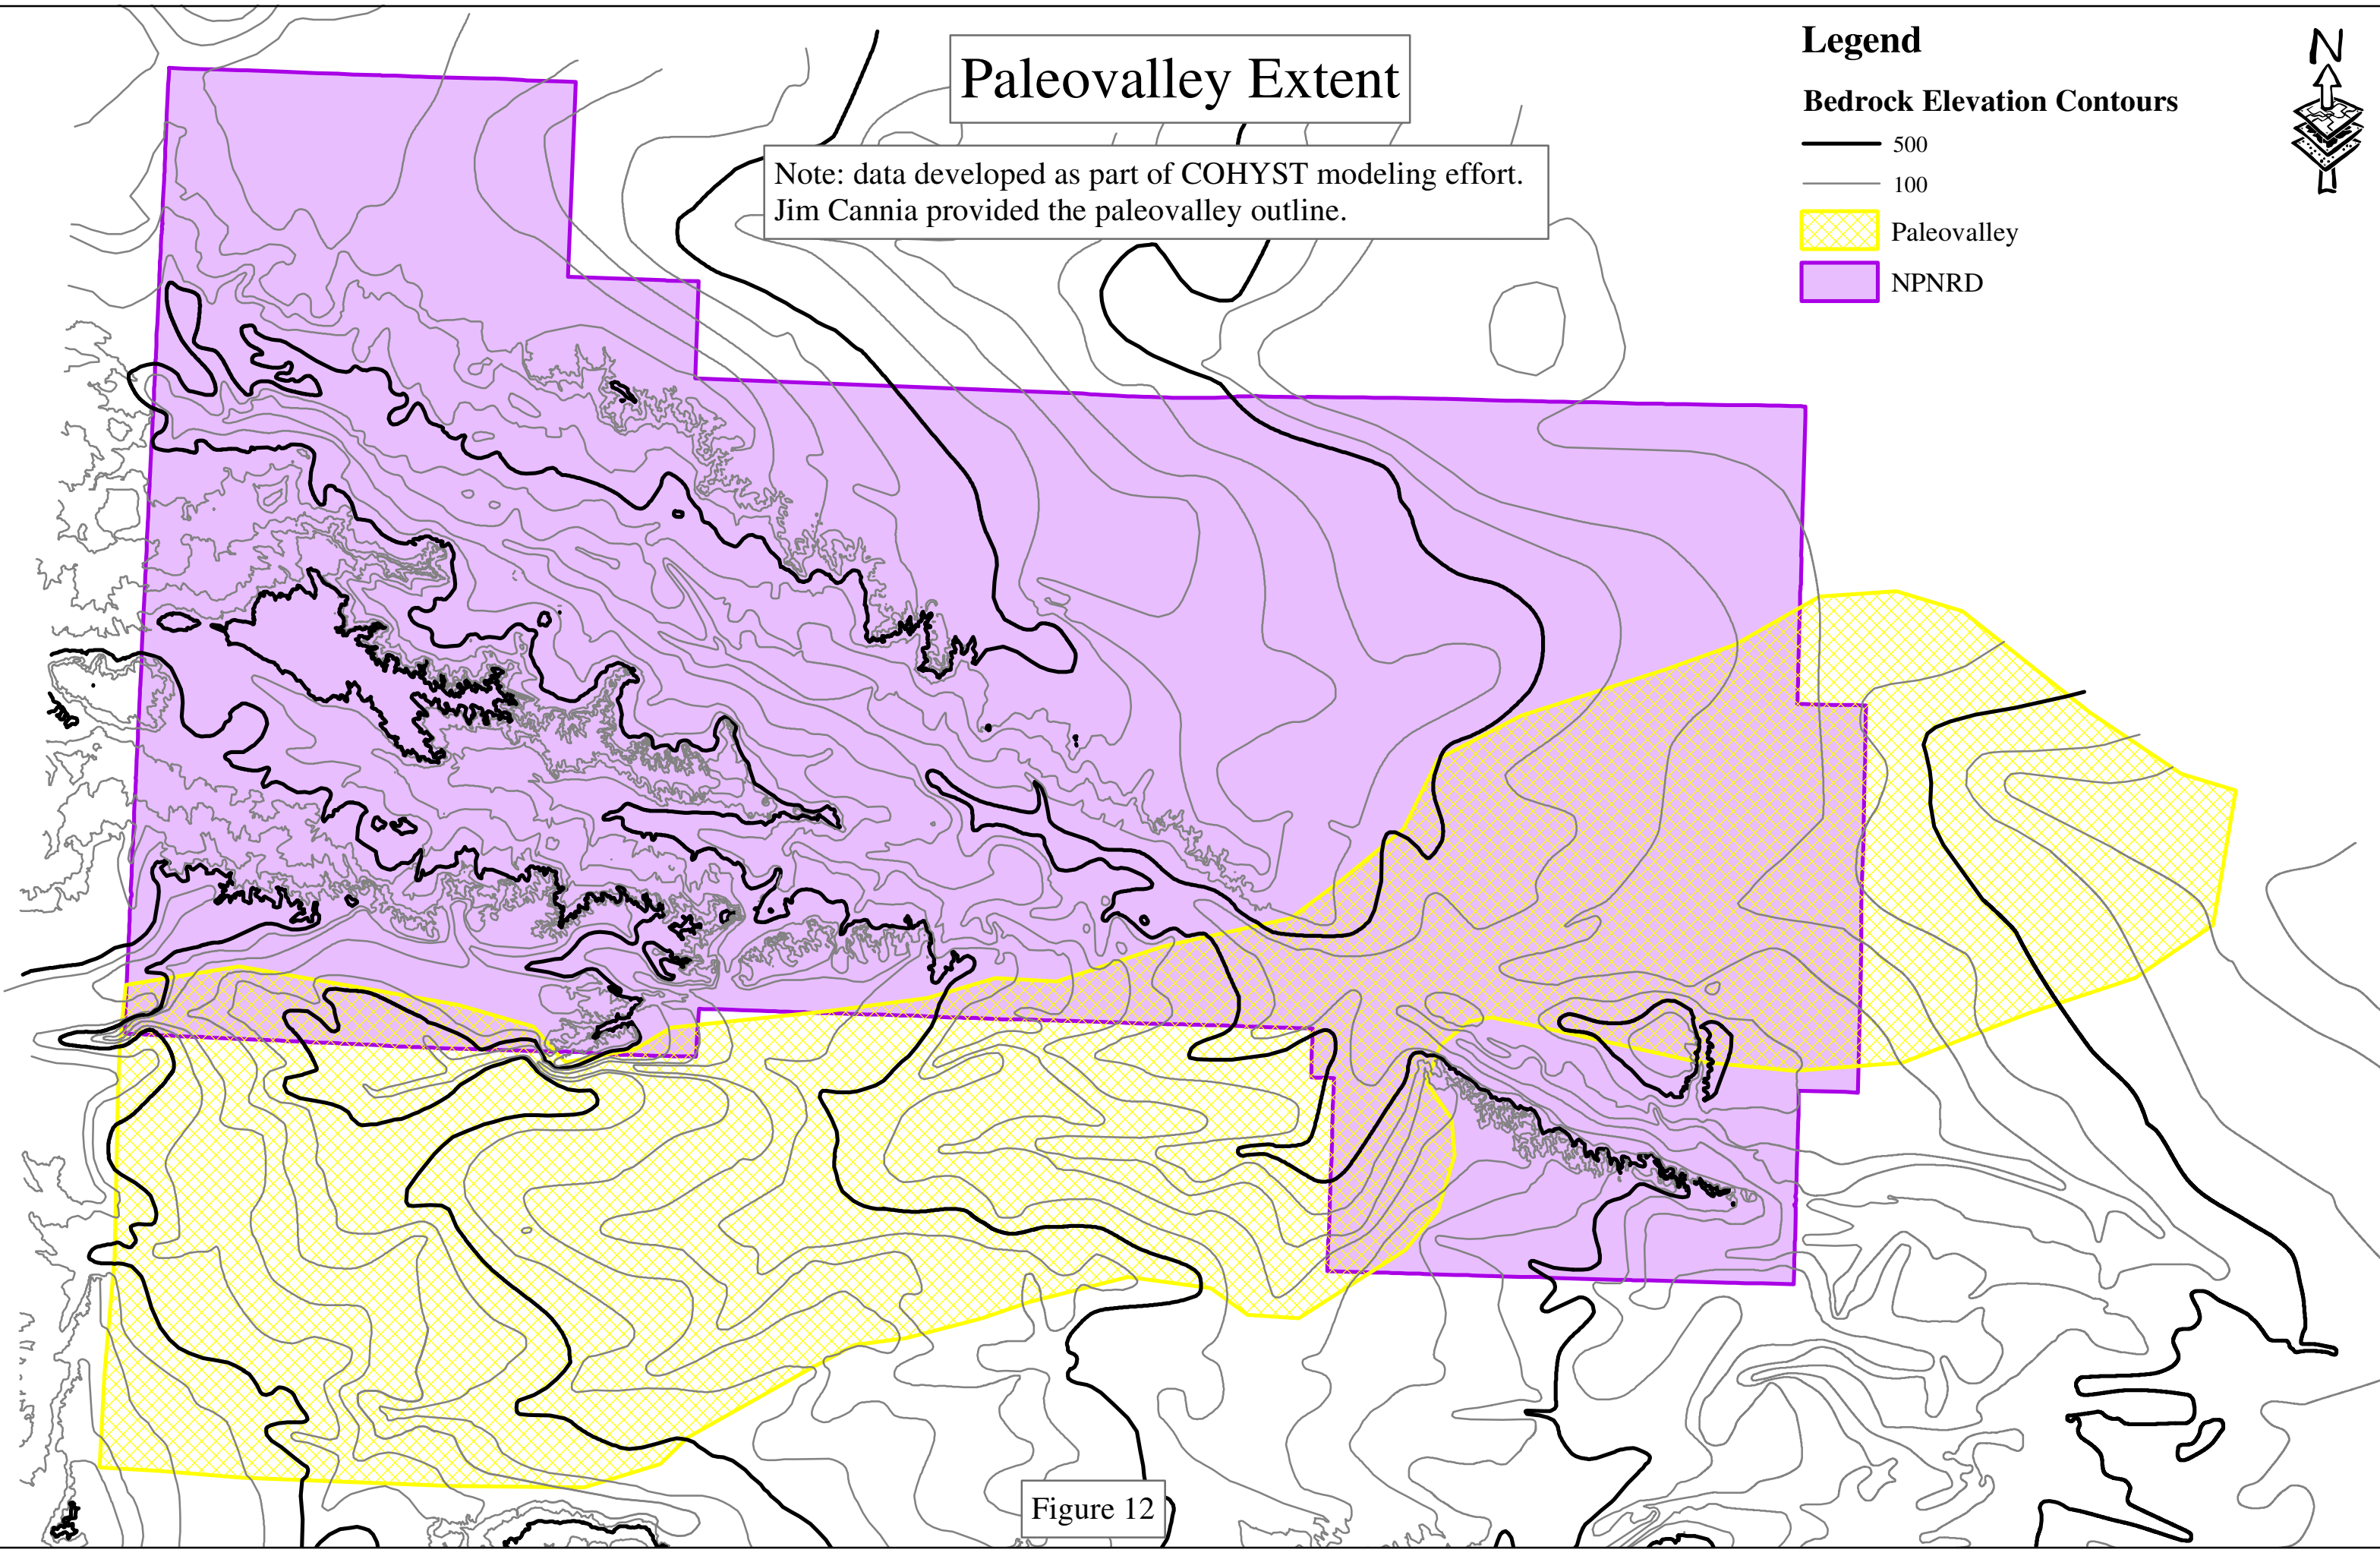 Paleovalley Extent
Note: data developed as part of COHYST modeling effort.
Jim Cannia provided the paleovalley outline.
Legend
Bedrock Elevation Contours
500
100
Paleovalley
NPNRD
N
Figure 12